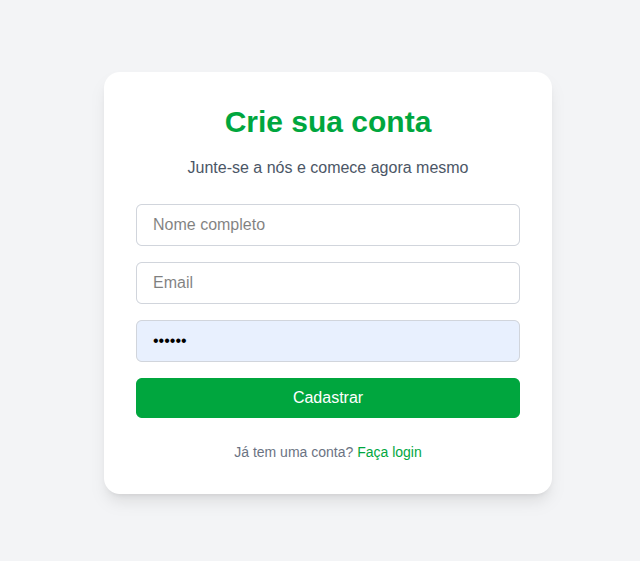 Crie sua conta
Junte-se a nós e comece agora mesmo
Nome completo
Email
••••••
Cadastrar
Já tem uma conta? Faça login